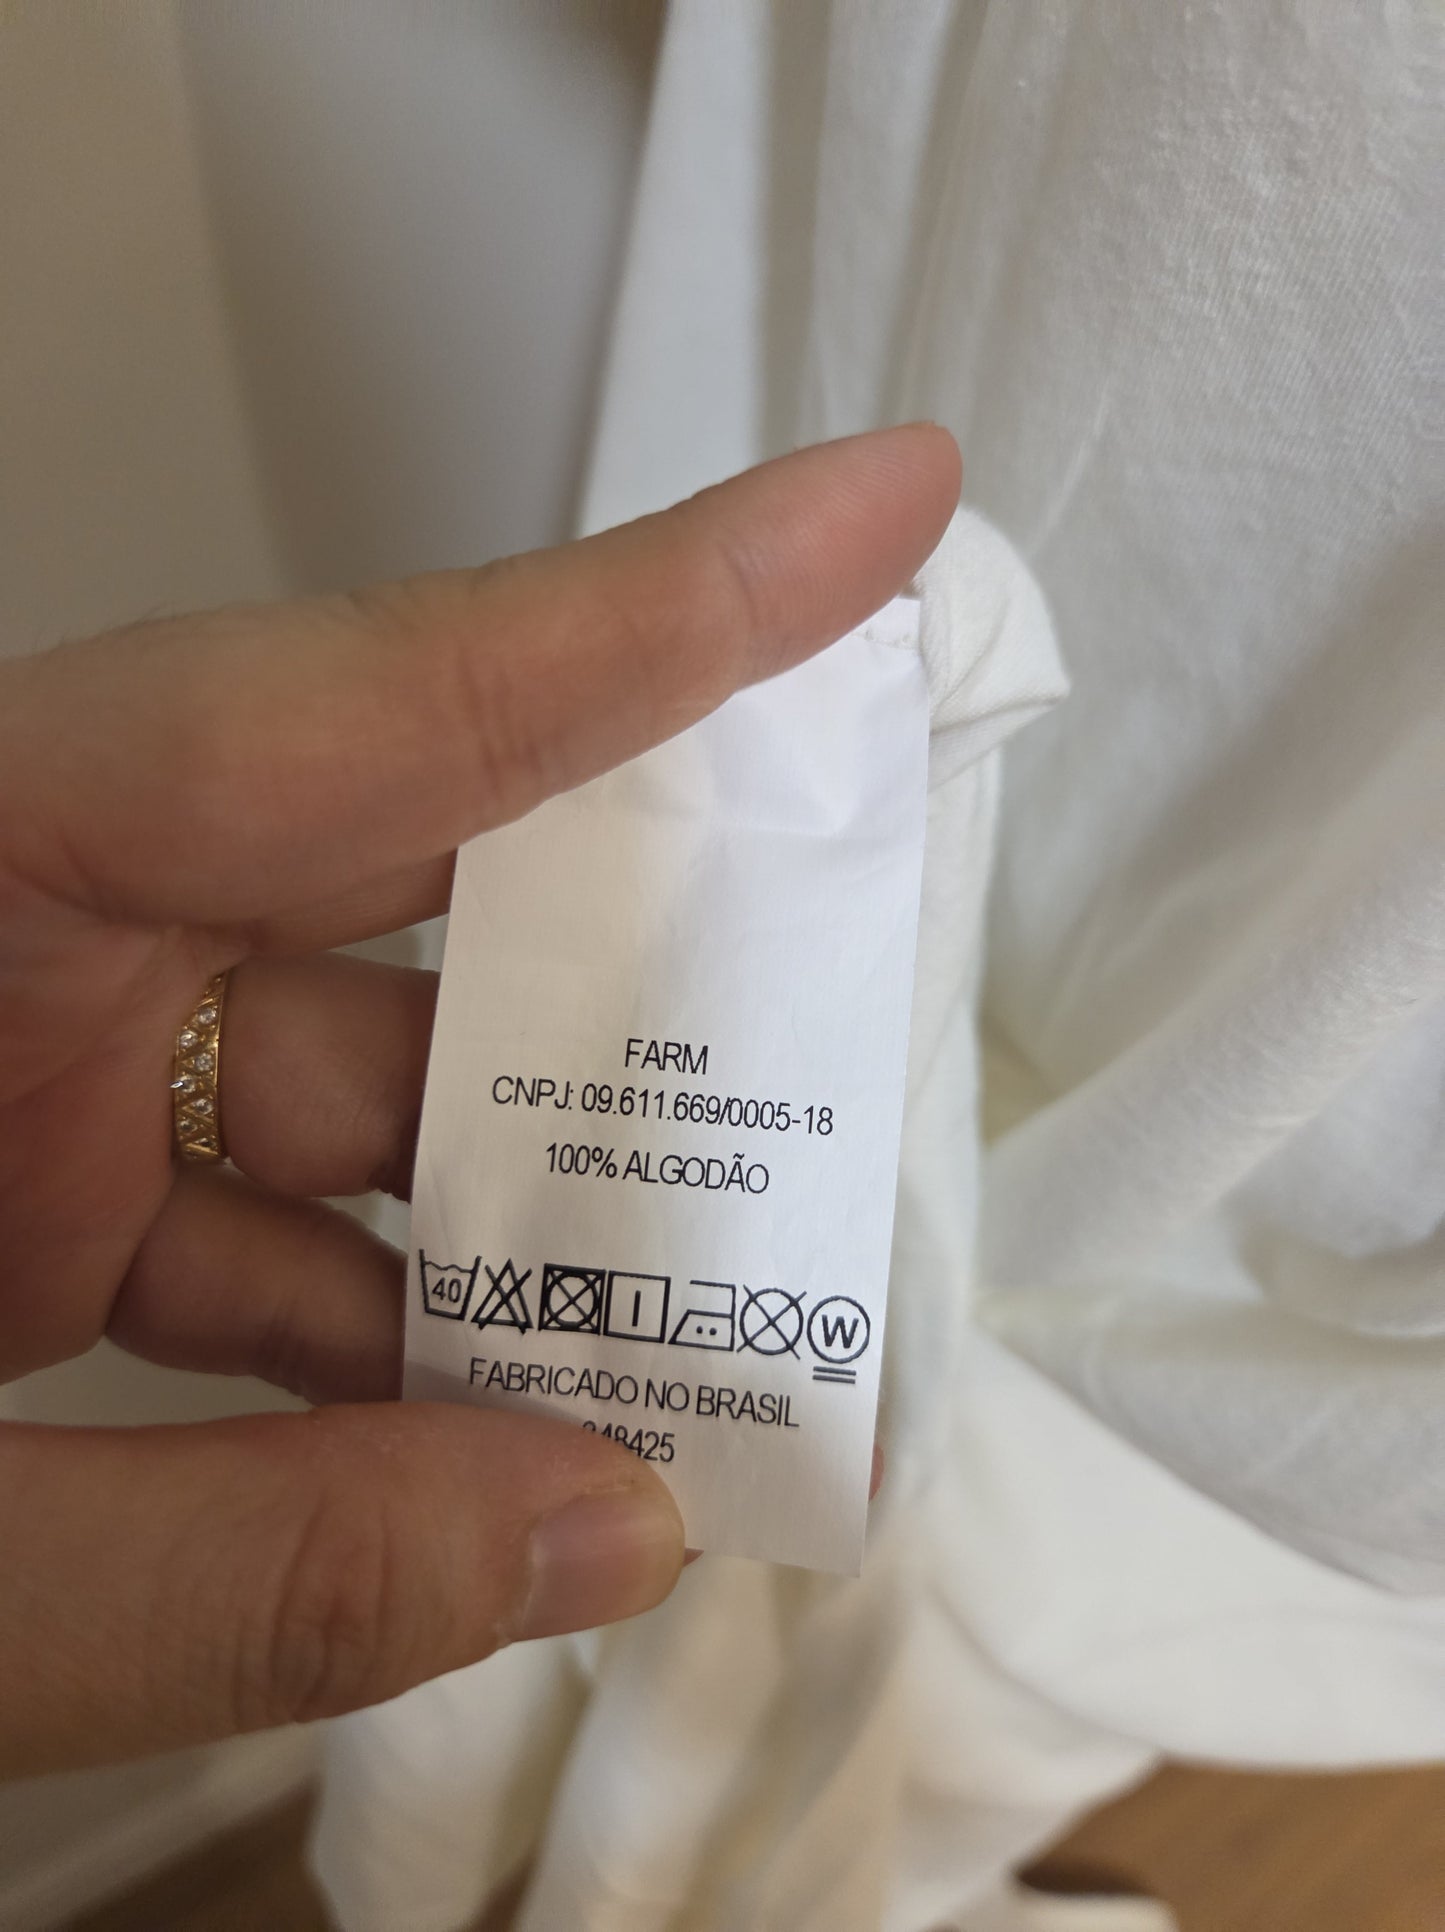 FARM
CNPJ: 09.611.669/0005-18
100% ALGODÃO
40 W
FABRICADO NO BRASIL